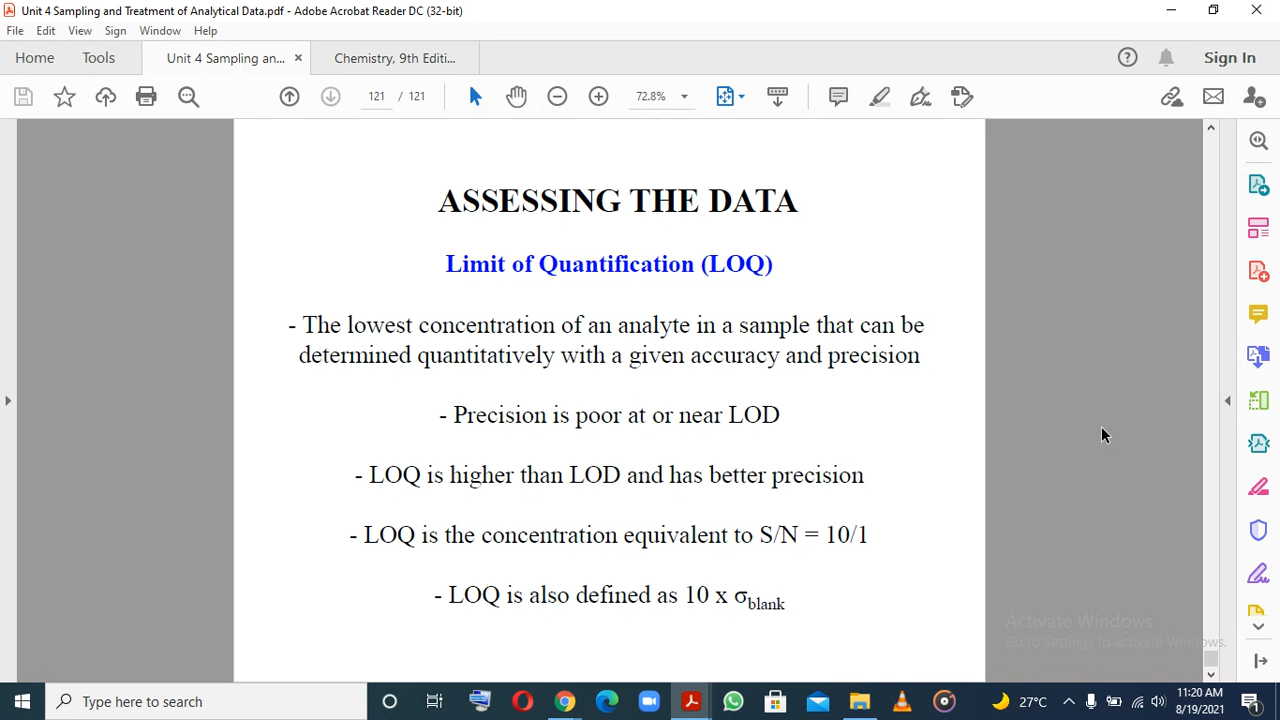 Unit 4 Sampling and Treatment of Analytical Data.pdf - Adobe Acrobat Reader DC (32-bit)
File Edit View Sign Window Help
Home Tools Unit 4 Sampling an... × Chemistry, 9th Editi... Sign In
121 / 121 72.8%
ASSESSING THE DATA
Limit of Quantification (LOQ)
- The lowest concentration of an analyte in a sample that can be
determined quantitatively with a given accuracy and precision
- Precision is poor at or near LOD
- LOQ is higher than LOD and has better precision
- LOQ is the concentration equivalent to S/N = 10/1
- LOQ is also defined as 10 x σblank
Activate Windows
Go to Settings to activate Windows.
Type here to search
27°C
11:20 AM
8/19/2021
1